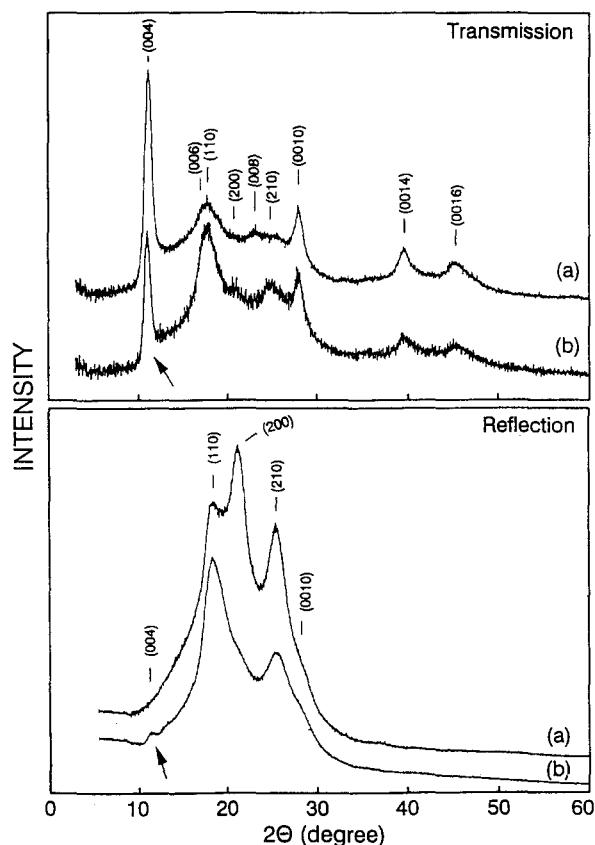 Transmission
(004)
(006)
(110)
(200)
(008)
(210)
(0010)
(0014)
(0016)
(a)
(b)
INTENSITY
Reflection
(004)
(110)
(200)
(210)
(0010)
(a)
(b)
0 10 20 30 40 50 60
2Θ (degree)